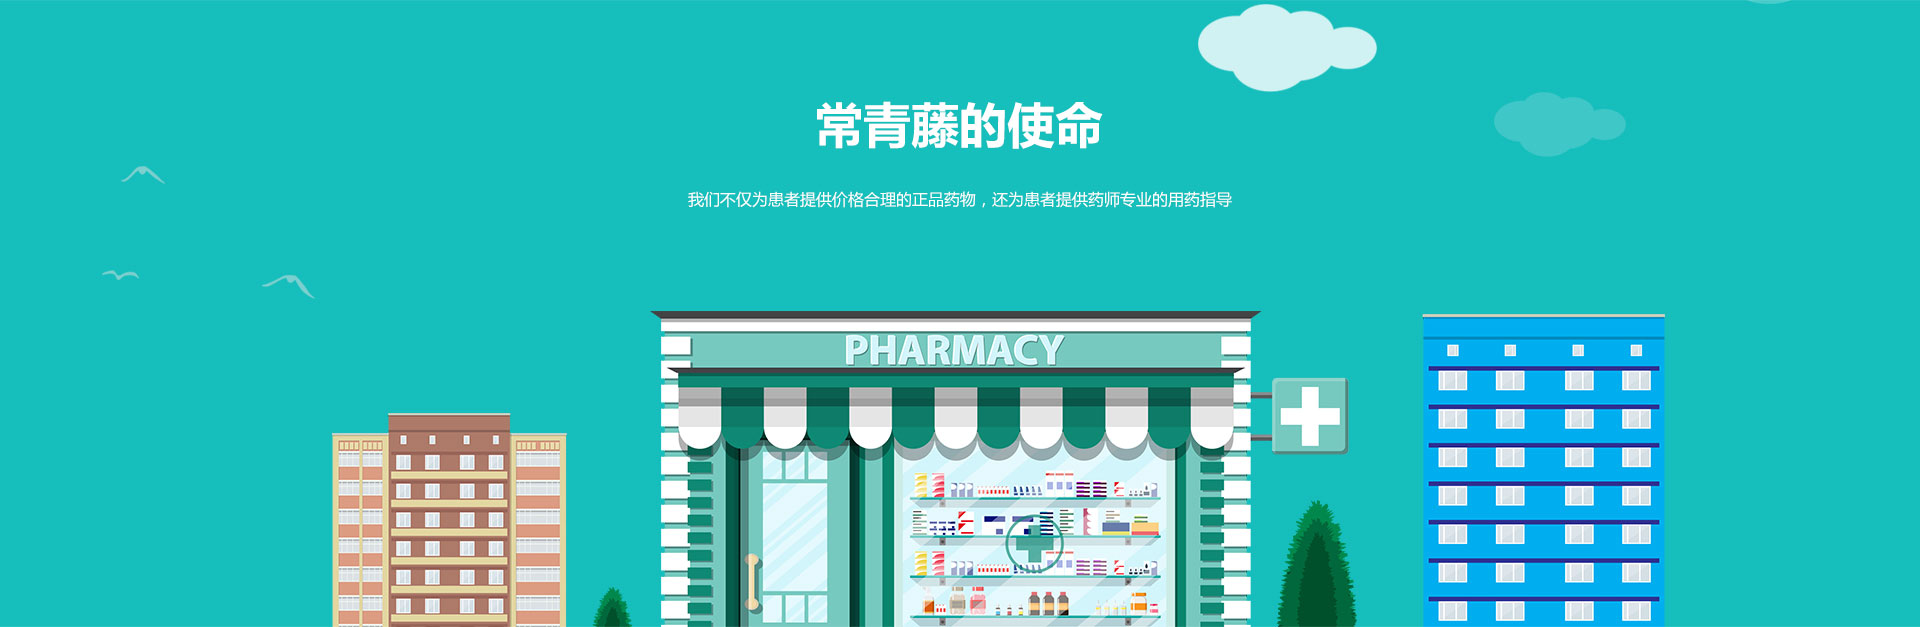 常青藤的使命
我们不仅为患者提供价格合理的正品药物，还为患者提供药师专业的用药指导
PHARMACY